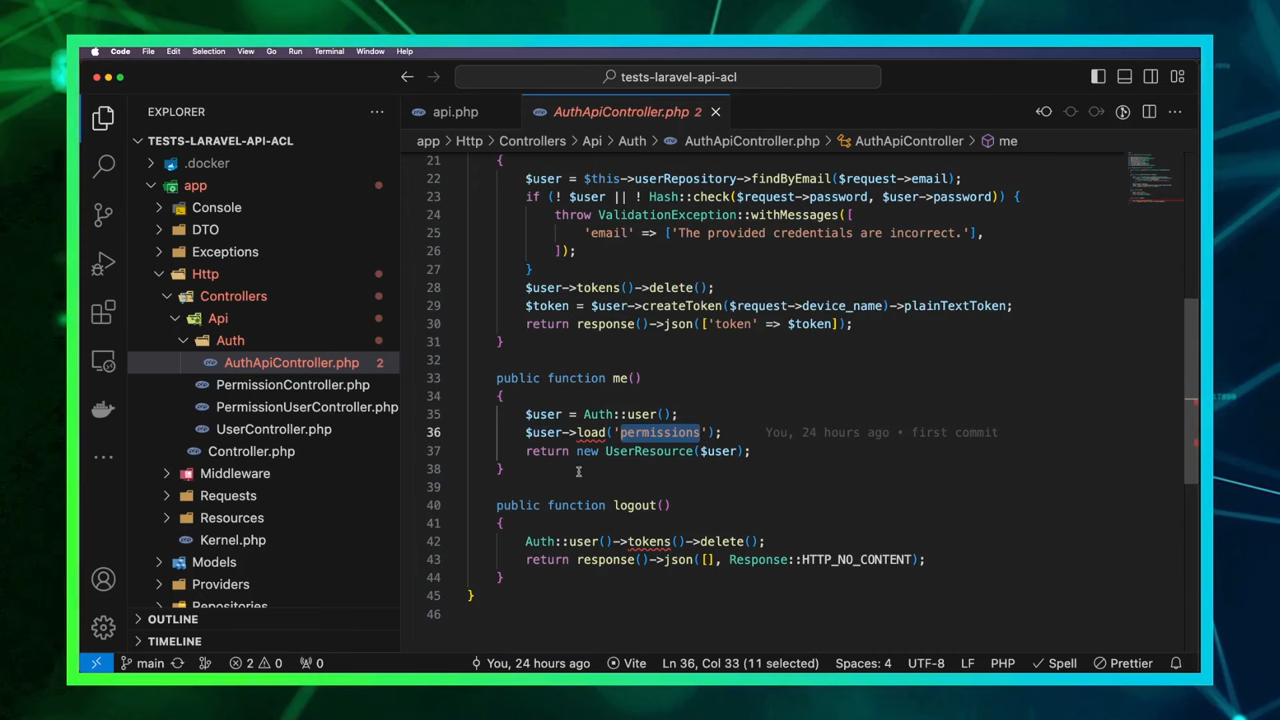 Code File Edit Selection View Go Run Terminal Window Help
tests-laravel-api-acl
EXPLORER
TESTS-LARAVEL-API-ACL
.docker
app
Console
DTO
Exceptions
Http
Controllers
Api
Auth
AuthApiController.php 2
PermissionController.php
PermissionUserController.php
UserController.php
Controller.php
Middleware
Requests
Resources
Kernel.php
Models
Providers
Repositories
OUTLINE
TIMELINE
api.php AuthApiController.php 2
app > Http > Controllers > Api > Auth > AuthApiController.php > AuthApiController > me
21 {
22 $user = $this->userRepository->findByEmail($request->email);
23 if (! $user || ! Hash::check($request->password, $user->password)) {
24 throw ValidationException::withMessages([
25 'email' => ['The provided credentials are incorrect.'],
26 ]);
27 }
28 $user->tokens()->delete();
29 $token = $user->createToken($request->device_name)->plainTextToken;
30 return response()->json(['token' => $token]);
31 }
32
33 public function me()
34 {
35 $user = Auth::user();
36 $user->load('permissions'); You, 24 hours ago • first commit
37 return new UserResource($user);
38 }
39
40 public function logout()
41 {
42 Auth::user()->tokens()->delete();
43 return response()->json([], Response::HTTP_NO_CONTENT);
44 }
45 }
46
main 2 0 0 You, 24 hours ago Vite Ln 36, Col 33 (11 selected) Spaces: 4 UTF-8 LF PHP Spell Prettier